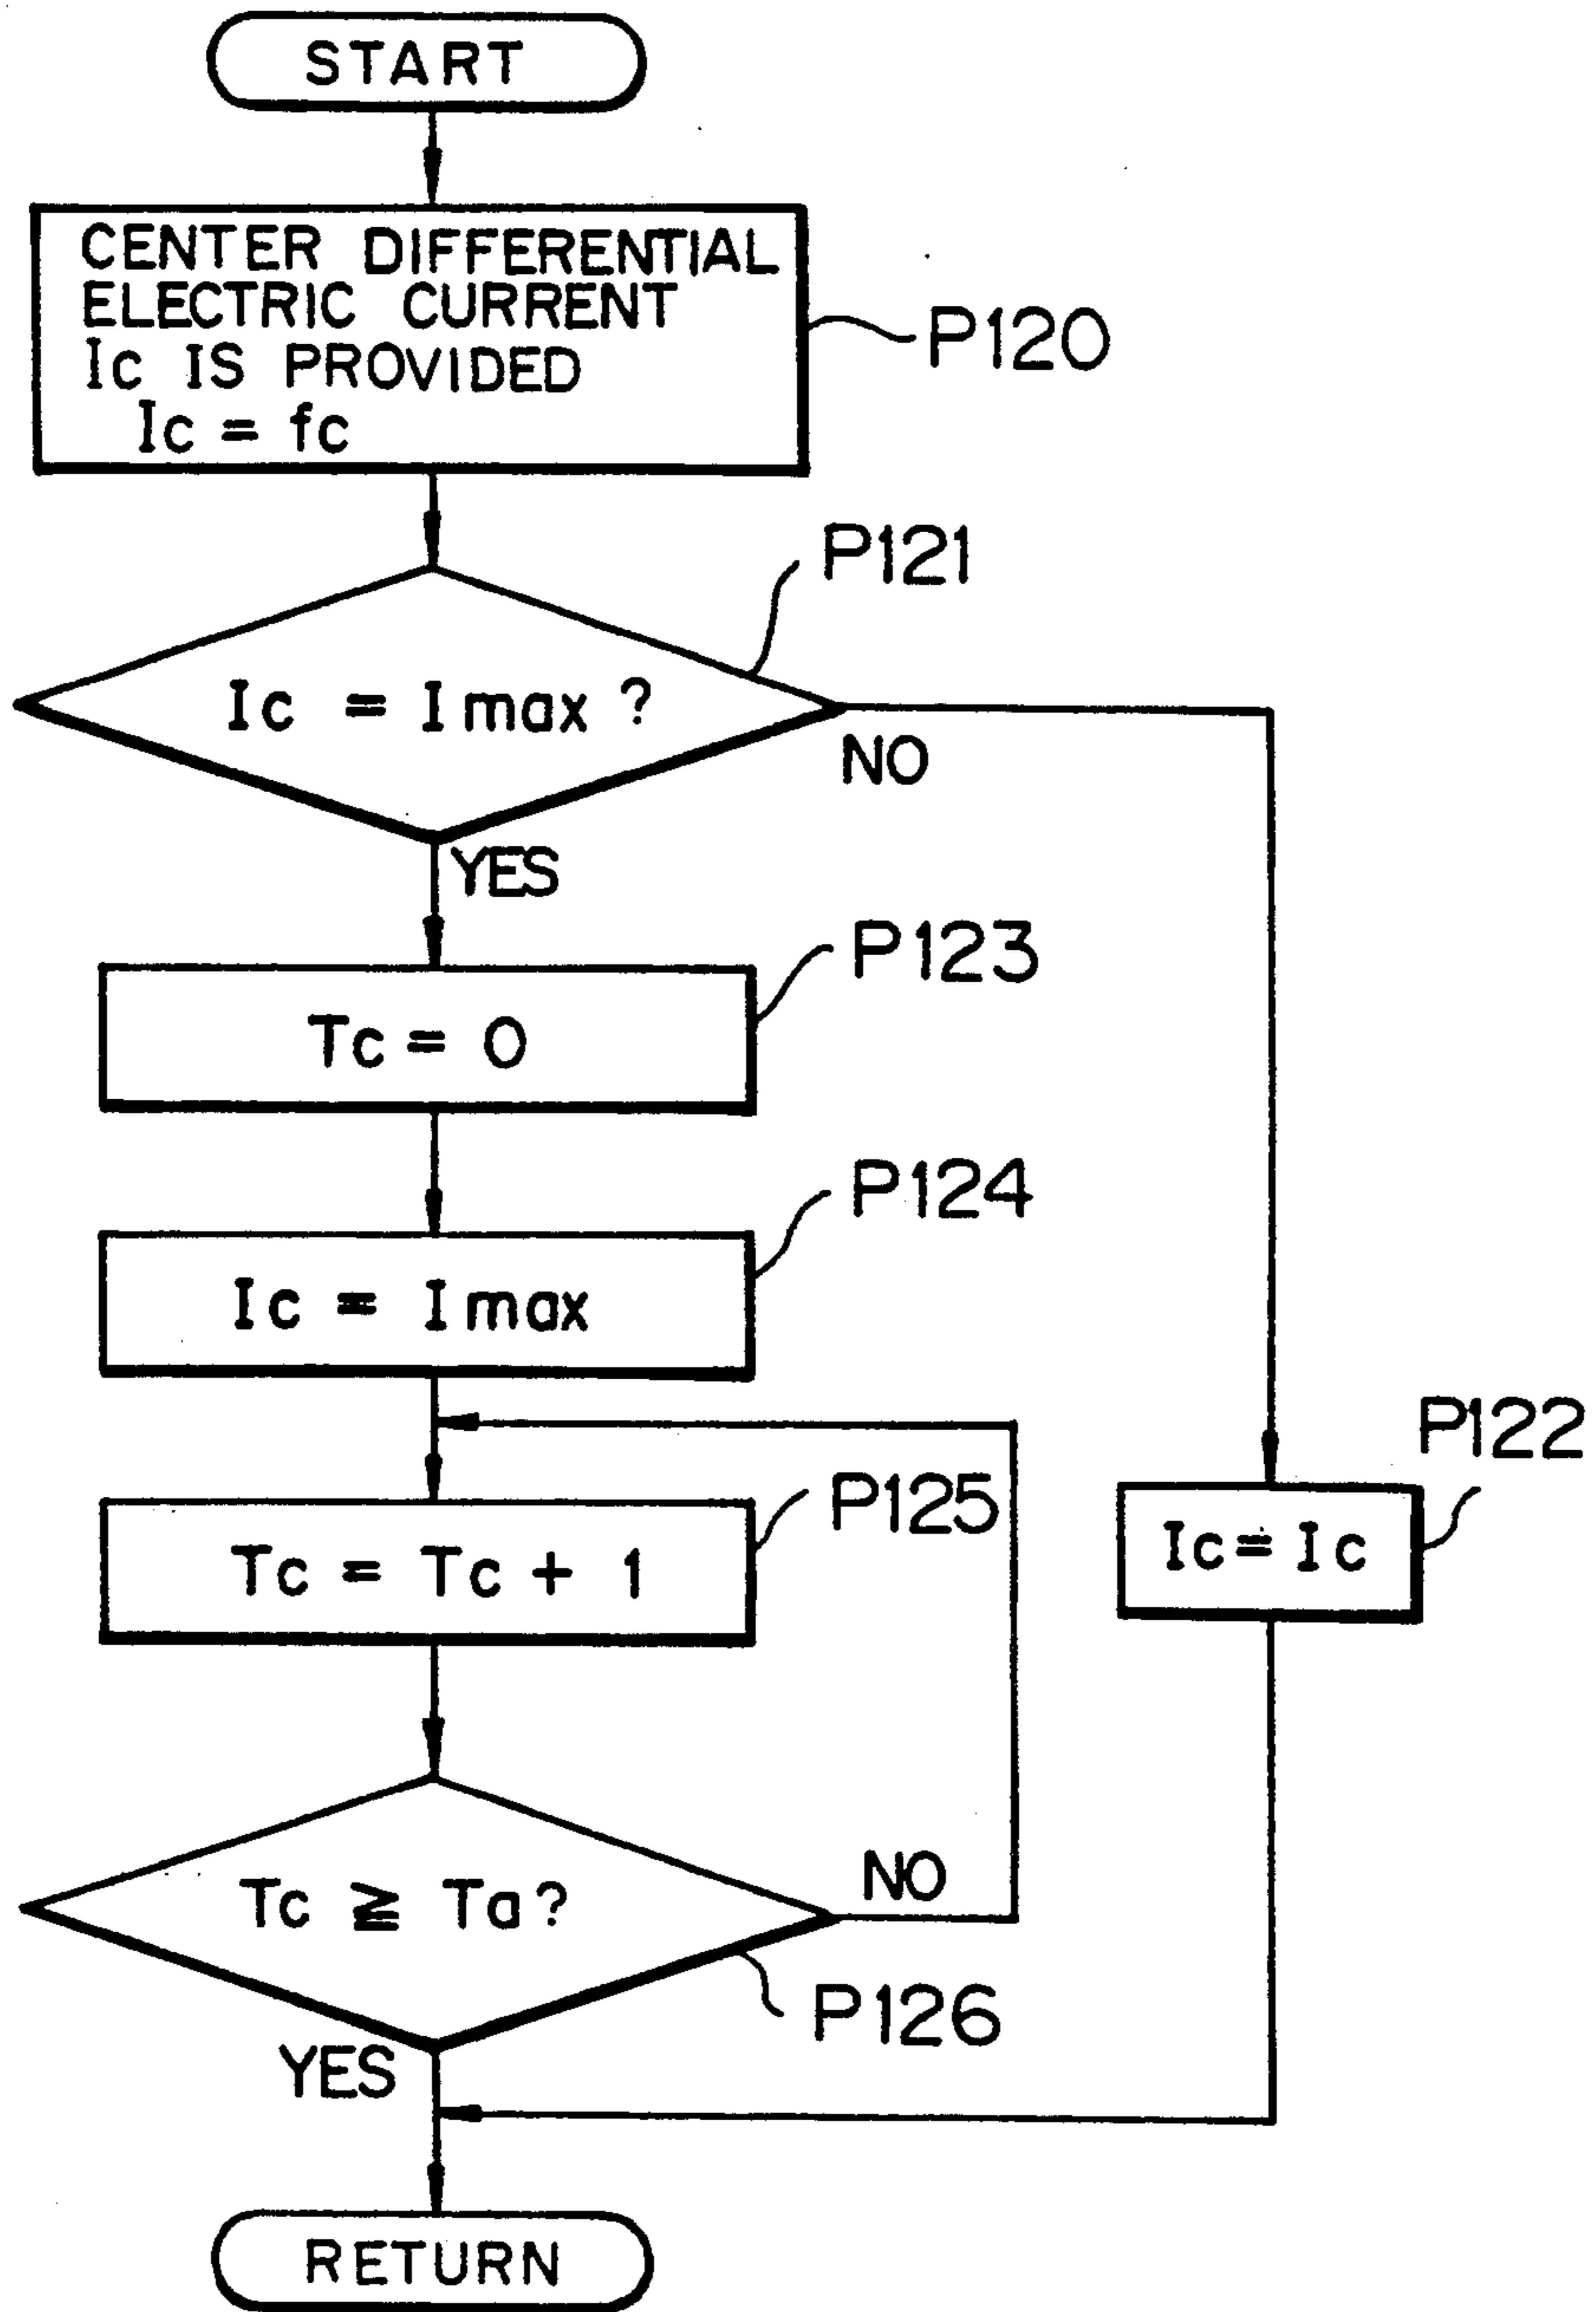 START
CENTER DIFFERENTIAL
ELECTRIC CURRENT
Ic IS PROVIDED
Ic = fc
P120
P121
Ic = Imax ?
NO
YES
P123
Tc = 0
P124
Ic = Imax
P122
P125
Tc = Tc + 1
Ic = Ic
Tc ≧ Ta ?
NO
P126
YES
RETURN